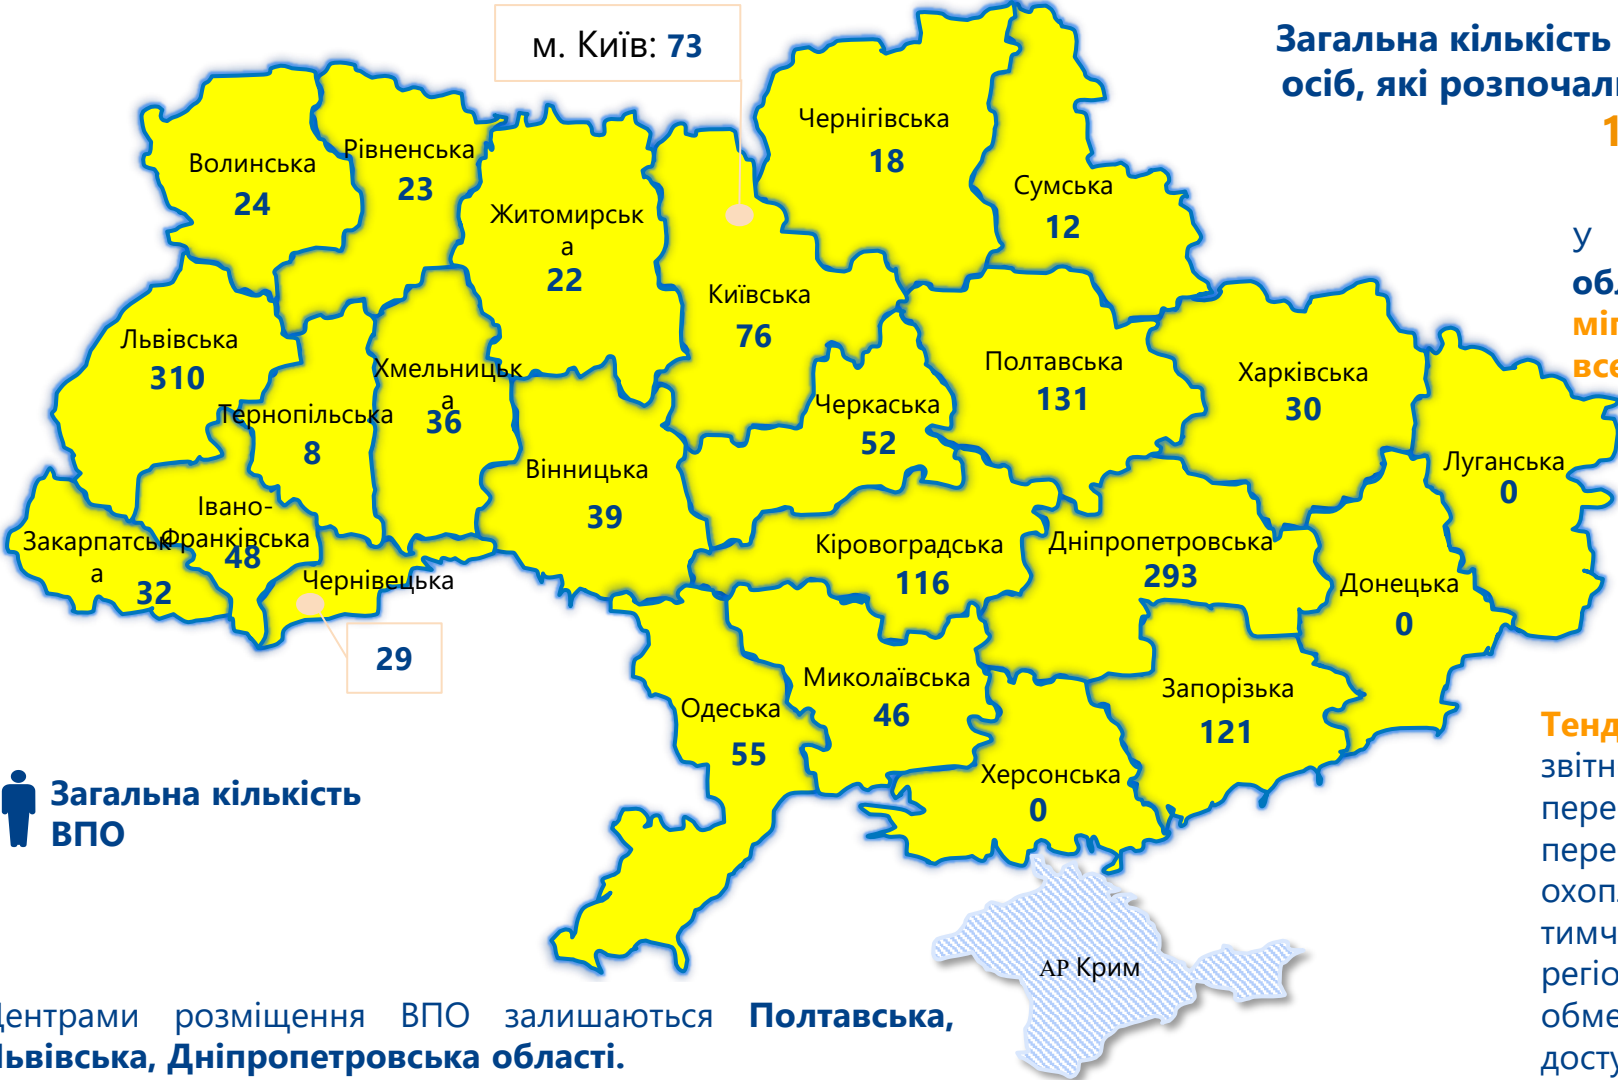 м. Київ: 73
Загальна кількість
осіб, які розпочал
1
Чернігівська
18
Рівненська
23
Волинська
24
Сумська
12
Житомирськ
а
22
У
об
міг
все
Київська
76
Львівська
310
Хмельницьк
а
36
Полтавська
131
Харківська
30
Тернопільська
8
Черкаська
52
Вінницька
39
Луганська
0
Івано-
Франківська
48
Закарпатськ
а
32
Чернівецька
29
Кіровоградська
116
Дніпропетровська
293
Донецька
0
Миколаївська
46
Запорізька
121
Одеська
55
Херсонська
0
Загальна кількість
ВПО
Тенд
звітн
пере
пере
охоп
тимч
регіо
обме
досту
АР Крим
Центрами розміщення ВПО залишаються Полтавська,
Львівська, Дніпропетровська області.